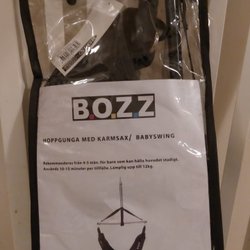 B.O.Z.Z
HOPPGUNGA MED KARMSAX/ BABYSWING
Rekommenderas från 4-5 mån. för barn som kan hålla huvudet stadigt.
Används 10-15 minuter per tillfälle. Lämplig upp till 12kg.